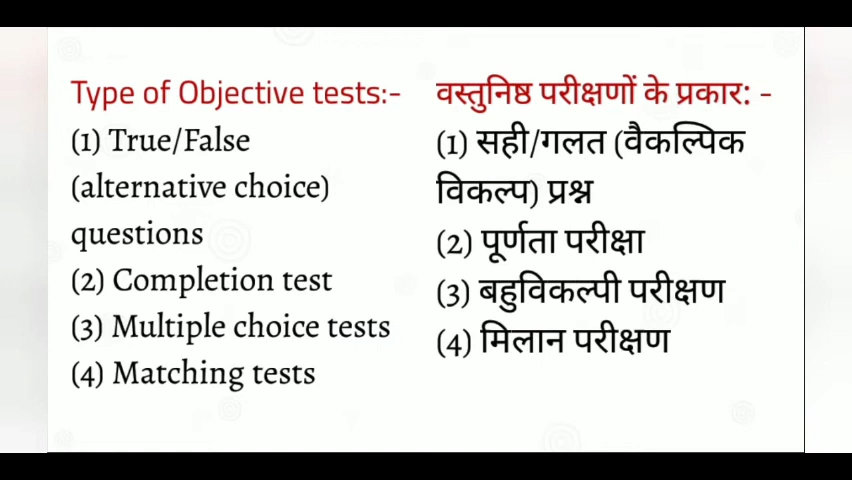 Type of Objective tests:-
(1) True/False
(alternative choice)
questions
(2) Completion test
(3) Multiple choice tests
(4) Matching tests
वस्तुनिष्ठ परीक्षणों के प्रकार: -
(1) सही/गलत (वैकल्पिक
विकल्प) प्रश्न
(2) पूर्णता परीक्षा
(3) बहुविकल्पी परीक्षण
(4) मिलान परीक्षण